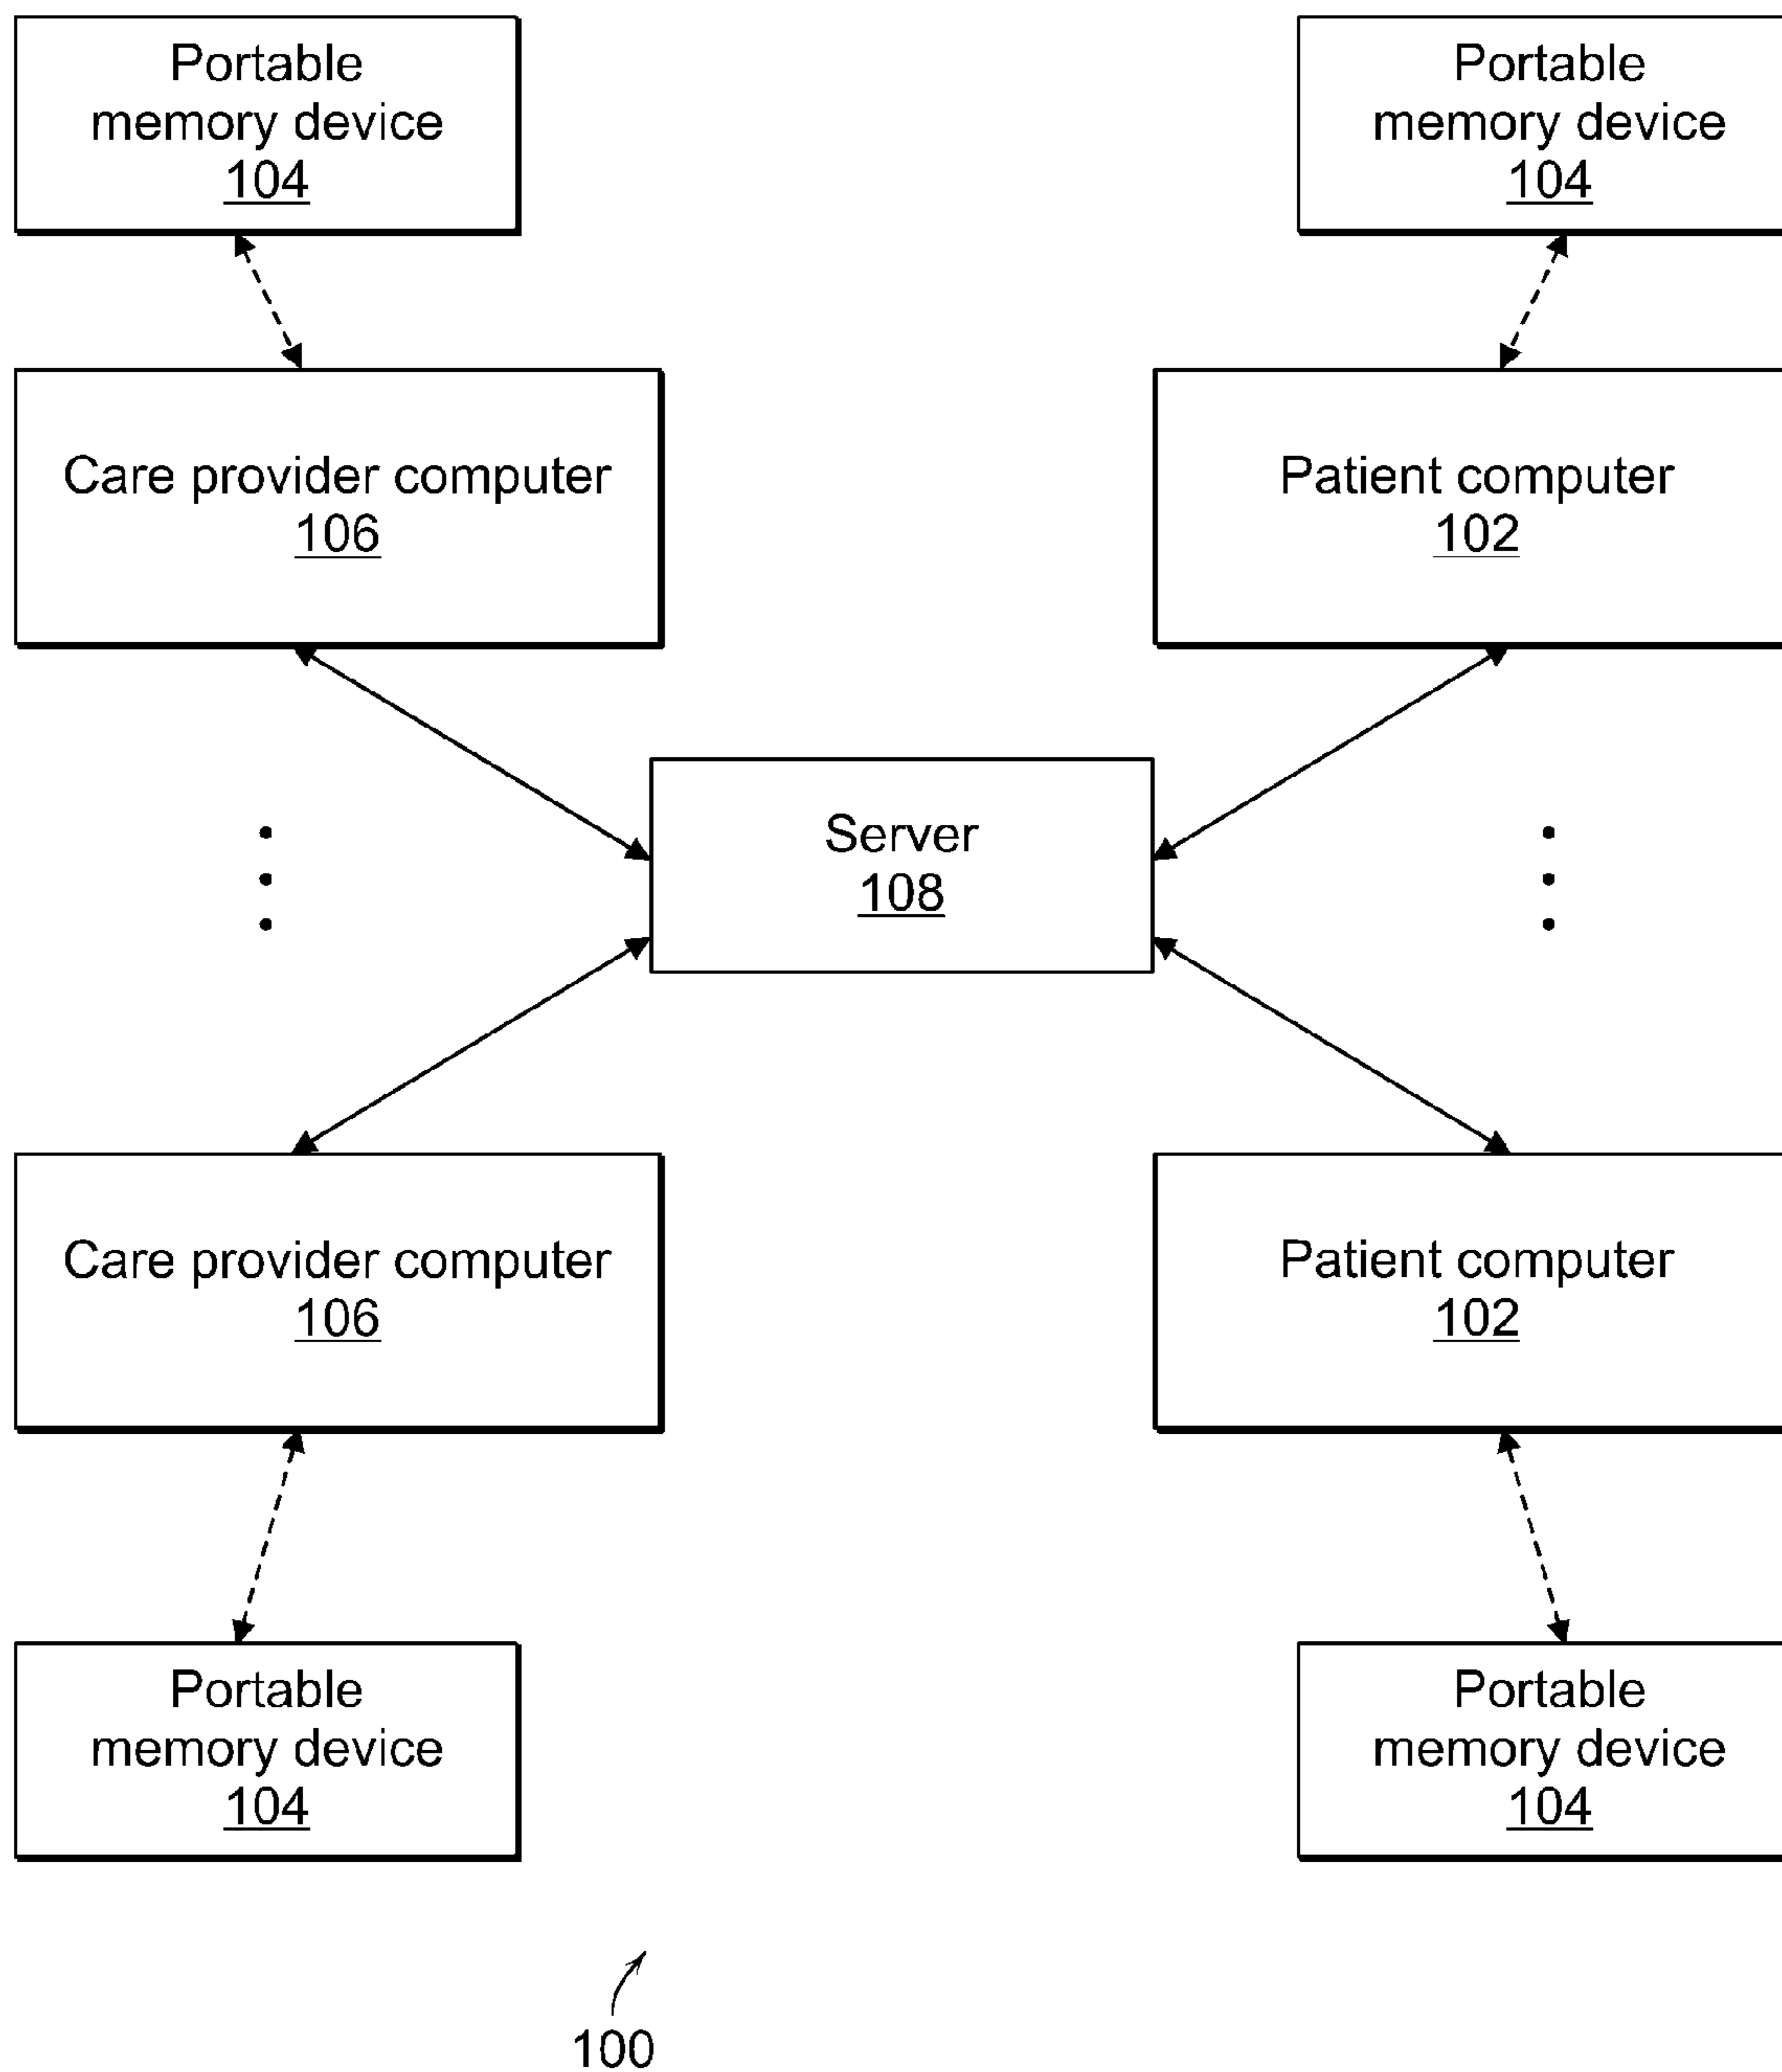 Portable
memory device
104
Portable
memory device
104
Care provider computer
106
Patient computer
102
Server
108
Care provider computer
106
Patient computer
102
Portable
memory device
104
Portable
memory device
104
100